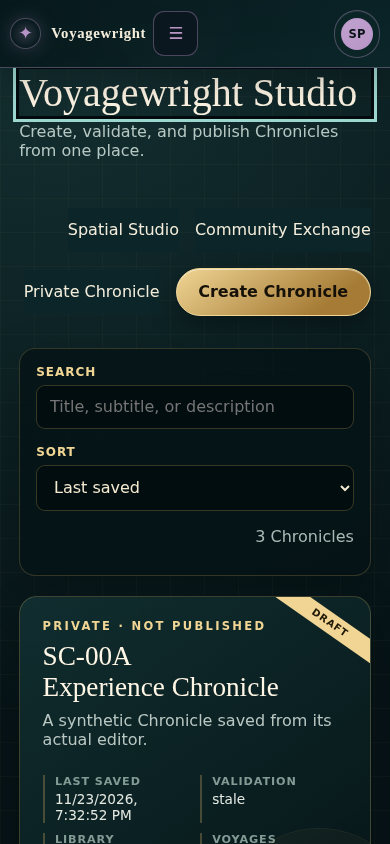 Voyagewright
☰
SP
Voyagewright Studio
Create, validate, and publish Chronicles
from one place.
Spatial Studio
Community Exchange
Private Chronicle
Create Chronicle
SEARCH
Title, subtitle, or description
SORT
Last saved
3 Chronicles
DRAFT
PRIVATE · NOT PUBLISHED
SC-00A
Experience Chronicle
A synthetic Chronicle saved from its
actual editor.
LAST SAVED
11/23/2026,
7:32:52 PM
VALIDATION
stale
LIBRARY
VOYAGES